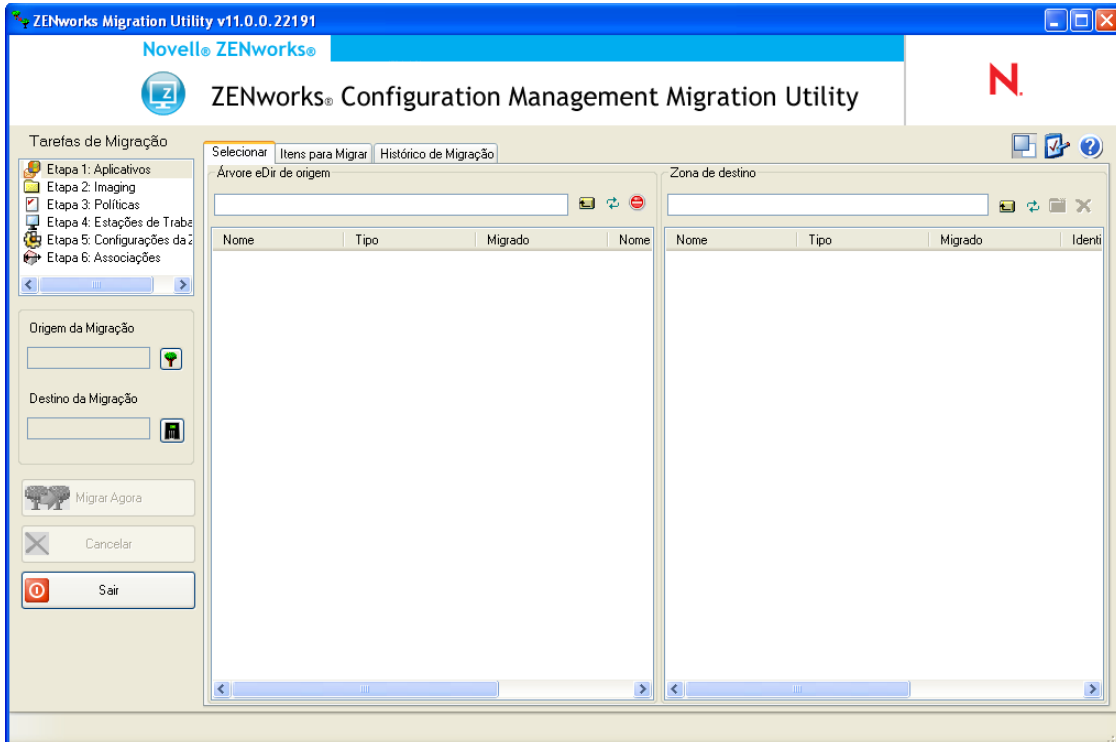 ZENworks Migration Utility v11.0.0.22191
Novell® ZENworks®
ZENworks® Configuration Management Migration Utility
N.
Tarefas de Migração
Etapa 1: Aplicativos
Etapa 2: Imaging
Etapa 3: Políticas
Etapa 4: Estações de Traba
Etapa 5: Configurações da Z
Etapa 6: Associações
Origem da Migração
Destino da Migração
Migrar Agora
Cancelar
Sair
Selecionar Itens para Migrar Histórico de Migração
Árvore eDir de origem
Nome Tipo Migrado Nome
Zona de destino
Nome Tipo Migrado Identi